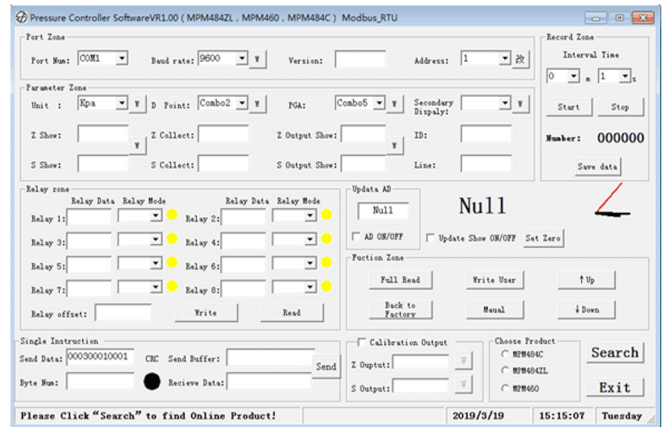 Pressure Controller SoftwareVR1.00 ( MPM484ZL . MPM460 . MPM484C ) Modbus_RTU
Port Zone
Port Num: COM1 Baud rate: 9600 W Version: Address: 1 改
Record Zone
Interval Time
0 m 1 s
Start Stop
Number: 000000
Save data
Parameter Zone
Unit : Kpa W D Point: Combo2 W PGA: Combo5 W Secondary Dispaly: W
Z Show: Z Collect: Z Output Show: ID:
W W
S Show: S Collect: S Output Show: Line:
Relay zone
Relay Data Relay Mode Relay Data Relay Mode
Relay 1: Relay 2:
Relay 3: Relay 4:
Relay 5: Relay 6:
Relay 7: Relay 8:
Relay offset: Write Read
Updata AD
Null
AD ON/OFF
Null
Update Show ON/OFF Set Zero
Fuction Zone
Full Read Write User ↑Up
Back to Factory Maual ↓Down
Single Instruction
Send Data: 000300010001 CRC Send Buffer: Send
Byte Num: Recieve Data:
Calibration Output
Z Ouptut: W
S Output: W
Choose Product
MPM484C
MPM484ZL
MPM460
Search
Exit
Please Click “Search” to find Online Product! 2019/3/19 15:15:07 Tuesday